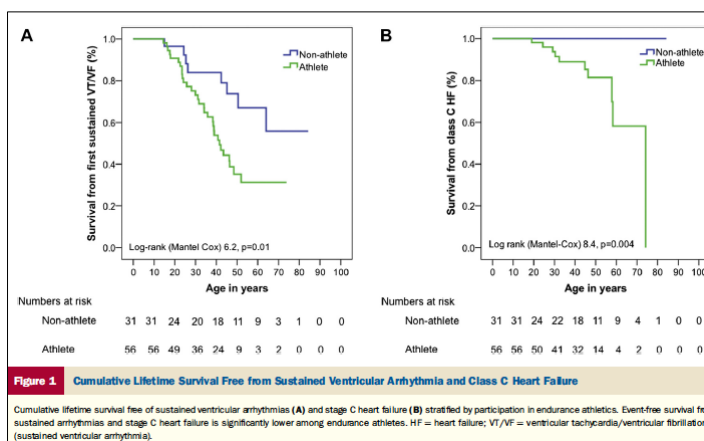 A
B
Non-athlete
Athlete
Survival from first sustained VT/VF (%)
1.0
0.8
0.6
0.4
0.2
0.0
Log-rank (Mantel Cox) 6.2, p=0.01
0 10 20 30 40 50 60 70 80 90 100
Age in years
Non-athlete
Athlete
Survival from class C HF (%)
1.0
0.8
0.6
0.4
0.2
0.0
Log rank (Mantel-Cox) 8.4, p=0.004
0 10 20 30 40 50 60 70 80 90 100
Age in years
Numbers at risk
Non-athlete 31 31 24 20 18 11 9 3 1 0 0
Athlete 56 56 49 36 24 9 3 2 0 0 0
Numbers at risk
Non-athlete 31 31 24 22 18 11 9 4 1 0 0
Athlete 56 56 50 41 32 14 4 2 0 0 0
Figure 1 Cumulative Lifetime Survival Free from Sustained Ventricular Arrhythmia and Class C Heart Failure
Cumulative lifetime survival free of sustained ventricular arrhythmias (A) and stage C heart failure (B) stratified by participation in endurance athletics. Event-free survival
sustained arrhythmias and stage C heart failure is significantly lower among endurance athletes. HF = heart failure; VT/VF = ventricular tachycardia/ventricular
(sustained ventricular arrhythmia).